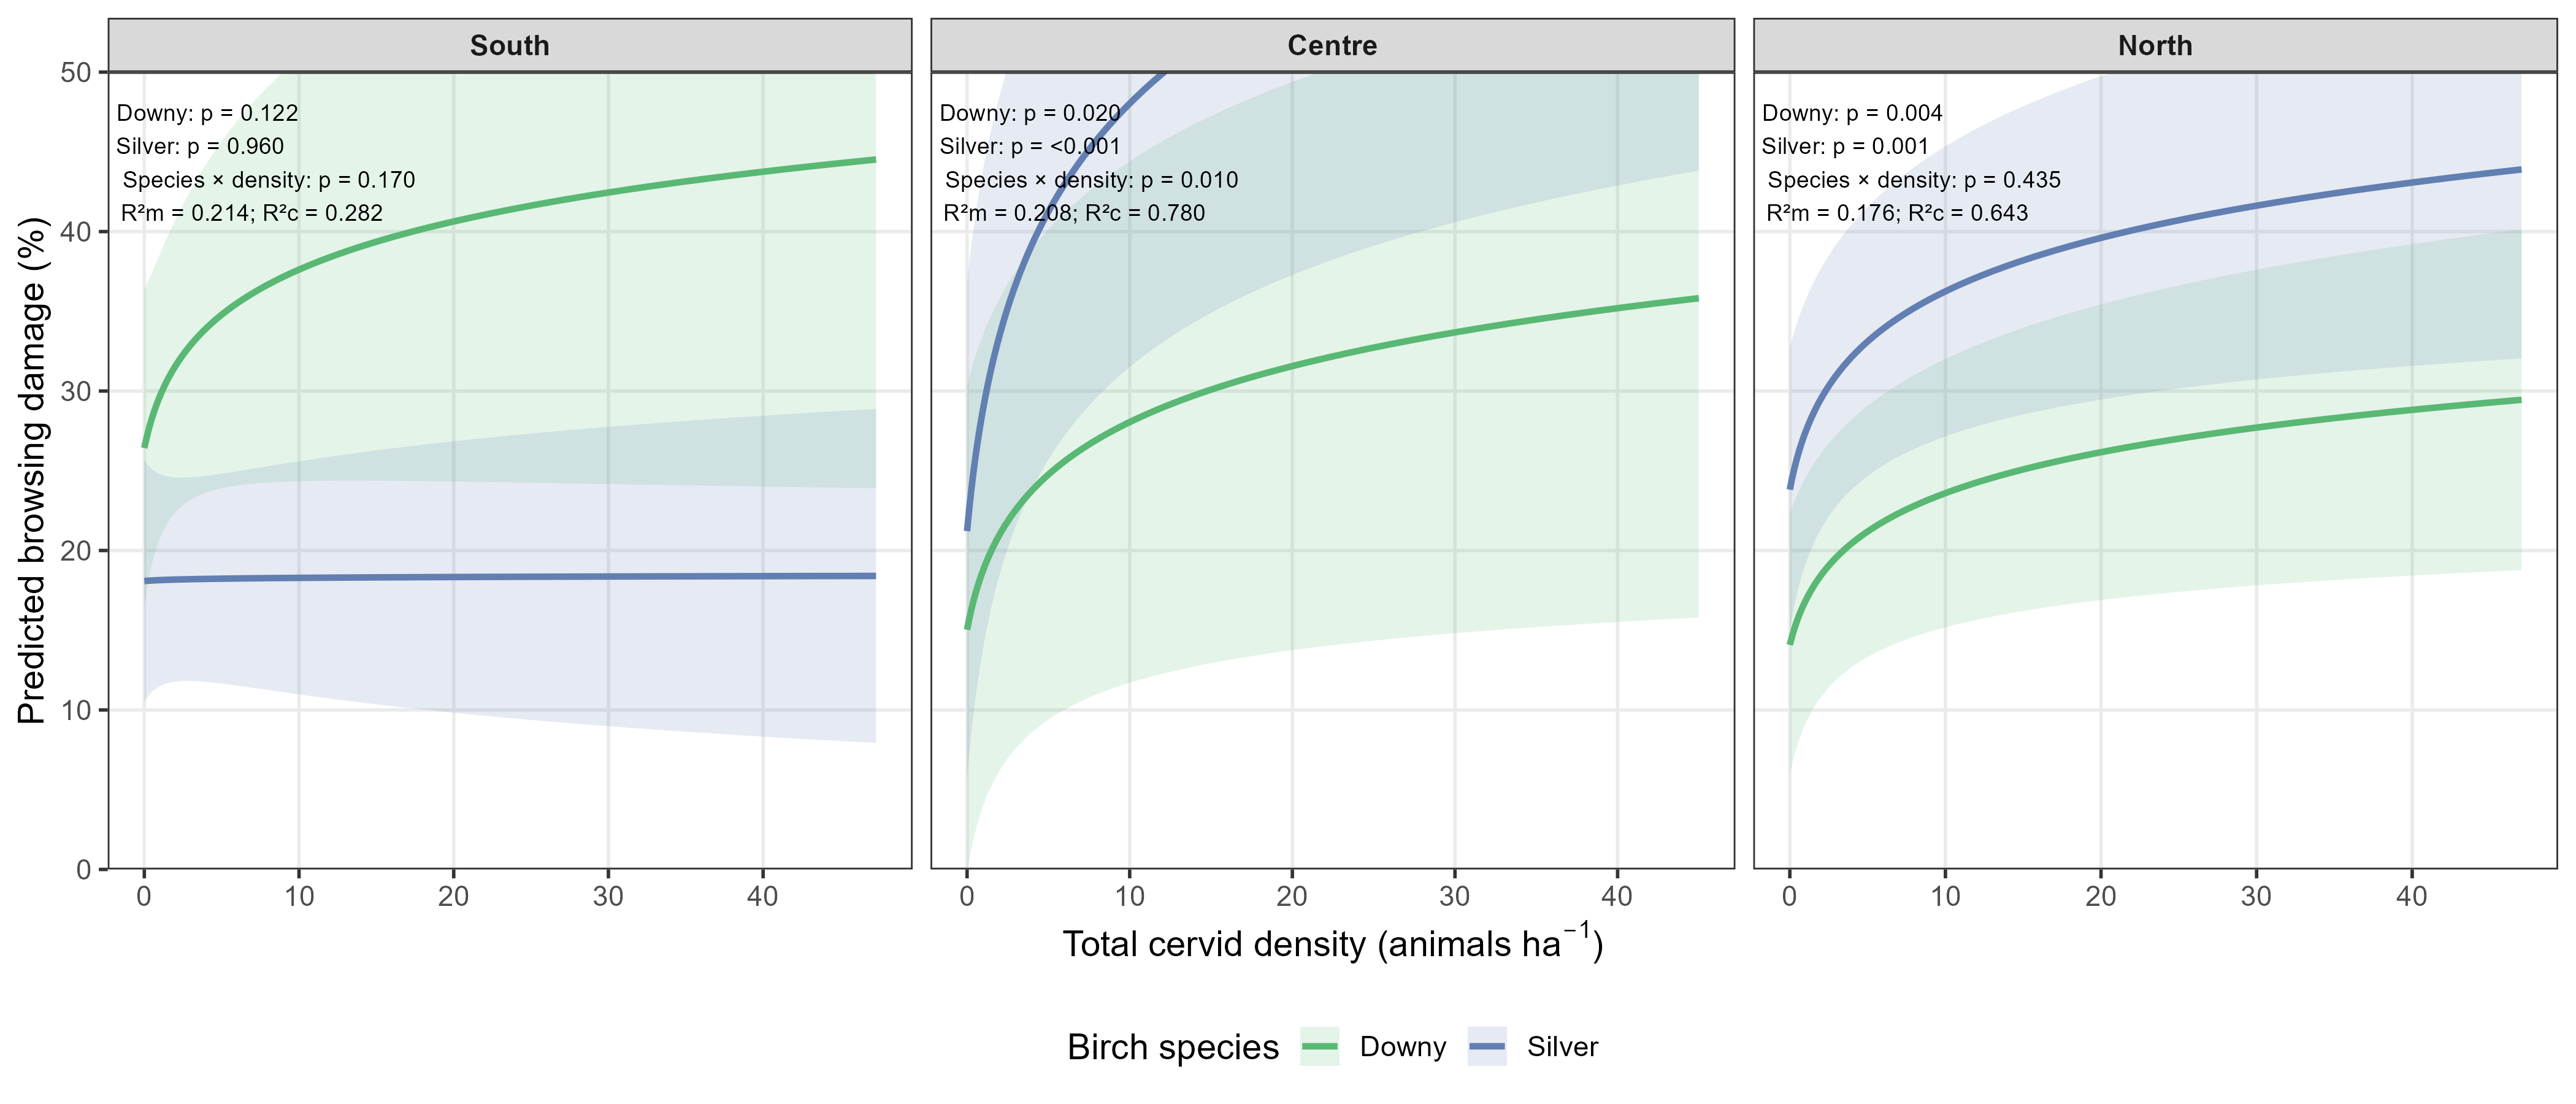 South
Centre
North
Predicted browsing damage (%)
50
40
30
20
10
0
Downy: p = 0.122
Silver: p = 0.960
Species × density: p = 0.170
R²m = 0.214; R²c = 0.282
Downy: p = 0.020
Silver: p = <0.001
Species × density: p = 0.010
R²m = 0.208; R²c = 0.780
Downy: p = 0.004
Silver: p = 0.001
Species × density: p = 0.435
R²m = 0.176; R²c = 0.643
0 10 20 30 40
0 10 20 30 40
0 10 20 30 40
Total cervid density (animals ha⁻¹)
Birch species Downy Silver